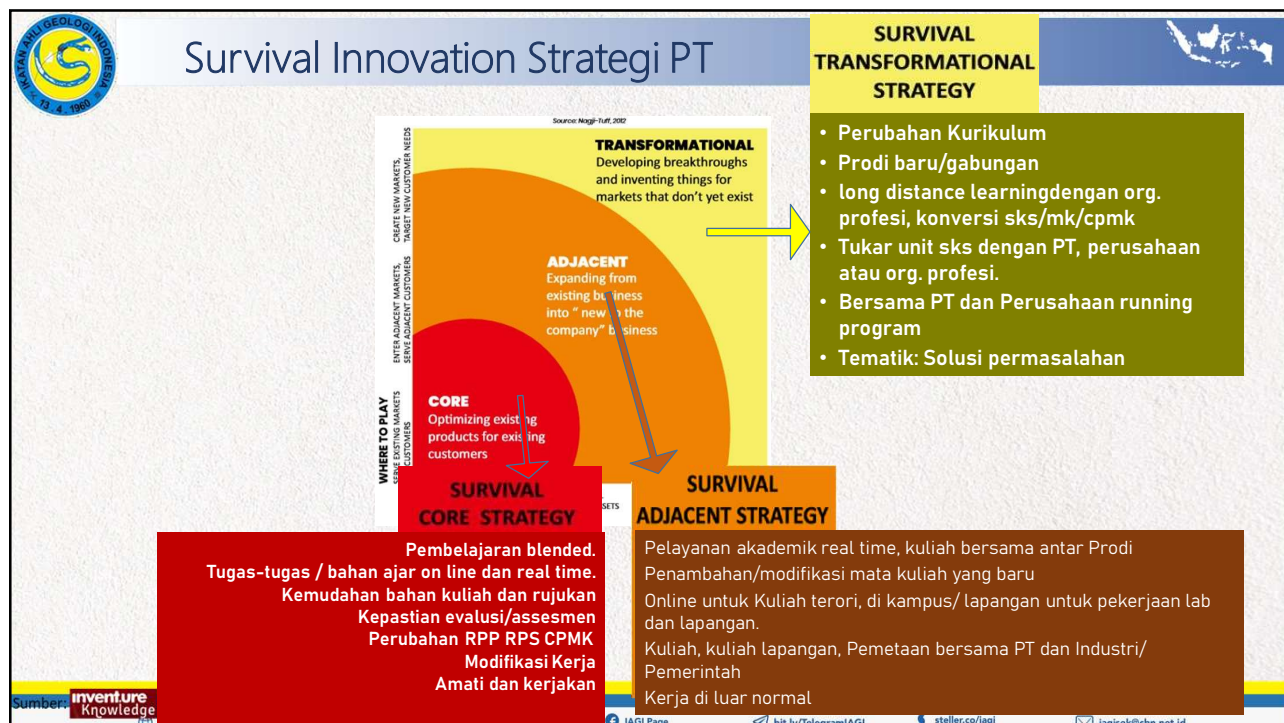 IKATAN AHLI GEOLOGI INDONESIA
13 . 4 . 1960
Survival Innovation Strategi PT
SURVIVAL
TRANSFORMATIONAL
STRATEGY
Source: Nagji-Tuff, 2012
CREATE NEW MARKETS,
TARGET NEW CUSTOMER NEEDS
ENTER ADJACENT MARKETS,
SERVE ADJACENT CUSTOMERS
WHERE TO PLAY
SERVE EXISTING MARKETS
CUSTOMERS
TRANSFORMATIONAL
Developing breakthroughs
and inventing things for
markets that don't yet exist
ADJACENT
Expanding from
existing business
into " new to the
company" business
CORE
Optimizing existing
products for existing
customers
• Perubahan Kurikulum
• Prodi baru/gabungan
• long distance learningdengan org.
profesi, konversi sks/mk/cpmk
• Tukar unit sks dengan PT, perusahaan
atau org. profesi.
• Bersama PT dan Perusahaan running
program
• Tematik: Solusi permasalahan
SURVIVAL
CORE STRATEGY
SETS
SURVIVAL
ADJACENT STRATEGY
Pembelajaran blended.
Tugas-tugas / bahan ajar on line dan real time.
Kemudahan bahan kuliah dan rujukan
Kepastian evalusi/assesmen
Perubahan RPP RPS CPMK
Modifikasi Kerja
Amati dan kerjakan
Pelayanan akademik real time, kuliah bersama antar Prodi
Penambahan/modifikasi mata kuliah yang baru
Online untuk Kuliah terori, di kampus/ lapangan untuk pekerjaan lab
dan lapangan.
Kuliah, kuliah lapangan, Pemetaan bersama PT dan Industri/
Pemerintah
Kerja di luar normal
Sumber: inventure
Knowledge
IAGI Page
bit.ly/TelegramIAGI
steller.co/iagi
iagisek@cbn.net.id